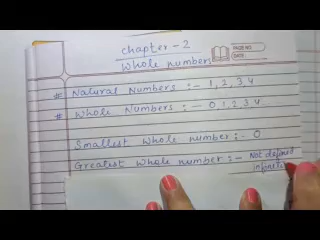 chapter - 2
Whole numbers
PAGE NO.
DATE
# Natural Numbers :- 1, 2, 3, 4
# Whole Numbers :- 0, 1, 2, 3, 4.
Smallest whole number :- 0
Greatest whole number :- Not defined